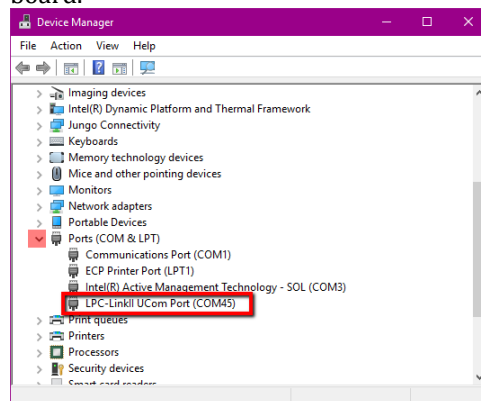 board.
Device Manager
File Action View Help
Imaging devices
Intel(R) Dynamic Platform and Thermal Framework
Jungo Connectivity
Keyboards
Memory technology devices
Mice and other pointing devices
Monitors
Network adapters
Portable Devices
Ports (COM & LPT)
Communications Port (COM1)
ECP Printer Port (LPT1)
Intel(R) Active Management Technology - SOL (COM3)
LPC-LinkII UCom Port (COM45)
Print queues
Printers
Processors
Security devices
Smart card readers